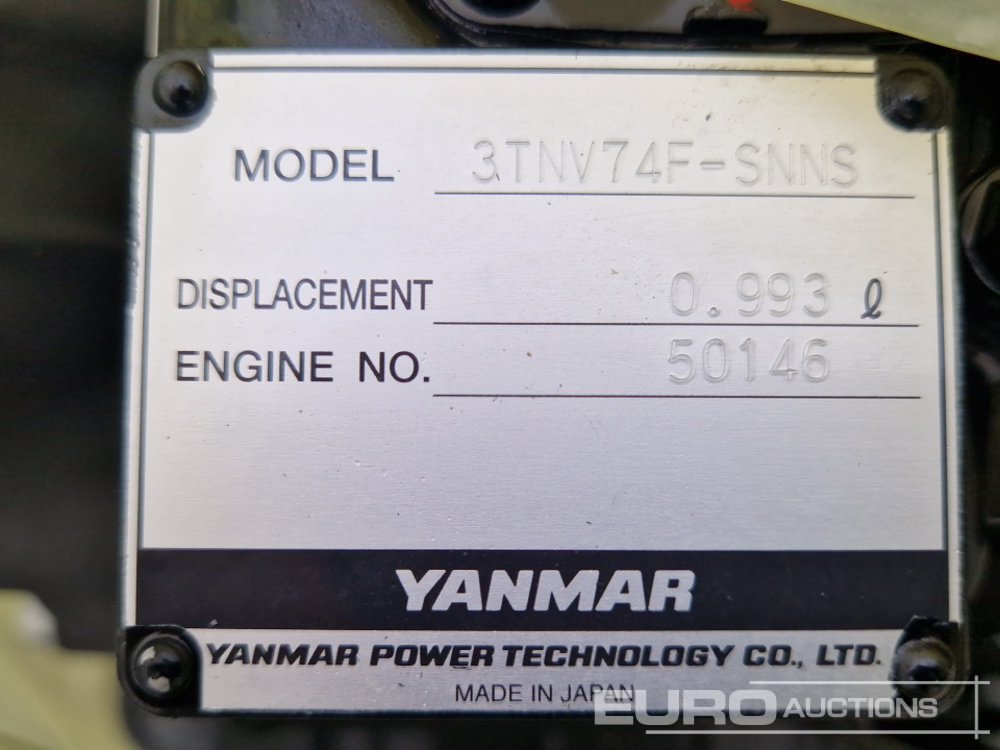 MODEL 3TNV74F-SNNS
DISPLACEMENT 0.993 ℓ
ENGINE NO. 50146
YANMAR
YANMAR POWER TECHNOLOGY CO., LTD.
MADE IN JAPAN
EURO AUCTIONS